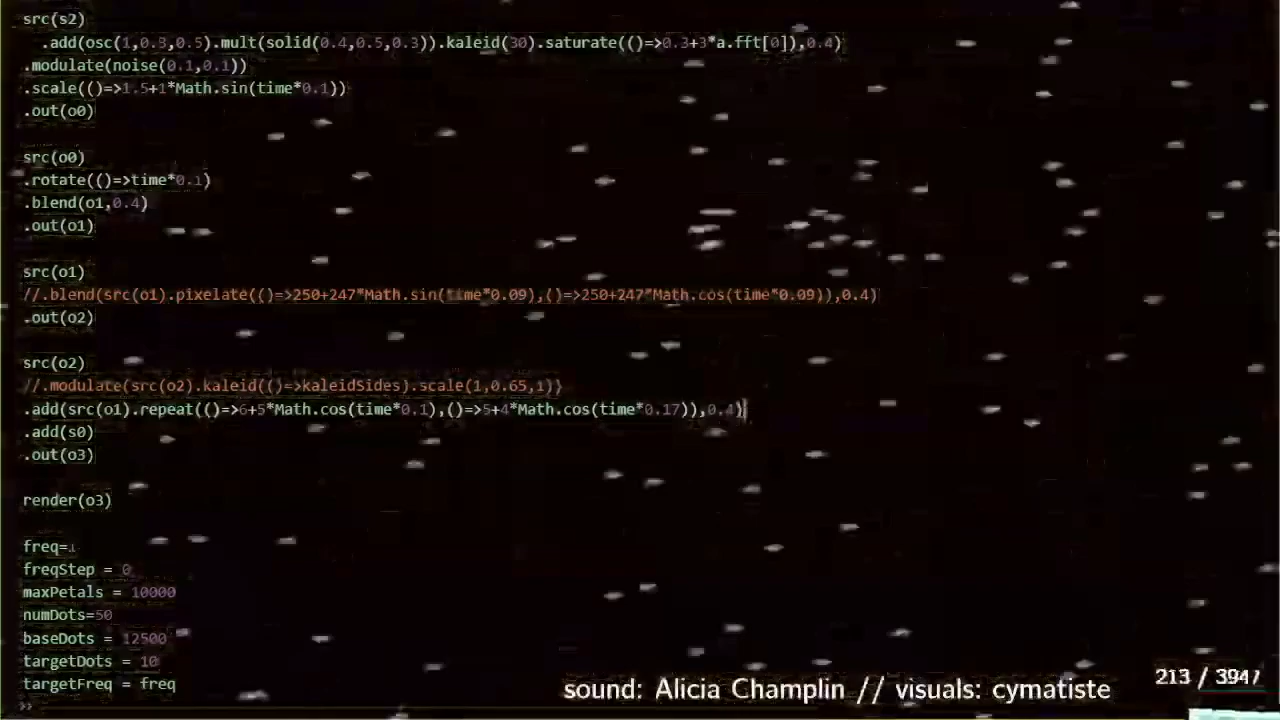 src(s2)
.add(osc(1,0.3,0.5).mult(solid(0.4,0.5,0.3)).kaleid(30).saturate(()=>0.3+3*a.fft[0]),0.4)
.modulate(noise(0.1,0.1))
.scale(()=>1.5+1*Math.sin(time*0.1))
.out(o0)
src(o0)
.rotate(()=>time*0.1)
.blend(o1,0.4)
.out(o1)
src(o1)
//.blend(src(o1).pixelate(()=>250+247*Math.sin(time*0.09),()=>250+247*Math.cos(time*0.09)),0.4)
.out(o2)
src(o2)
//.modulate(src(o2).kaleid(()=>kaleidSides).scale(1,0.65,1))
.add(src(o1).repeat(()=>6+5*Math.cos(time*0.1),()=>5+4*Math.cos(time*0.17)),0.4)
.add(s0)
.out(o3)
render(o3)
freq=1
freqStep = 0
maxPetals = 10000
numDots=50
baseDots = 12500
targetDots = 10
targetFreq = freq
>>
sound: Alicia Champlin // visuals: cymatiste
213 / 3947